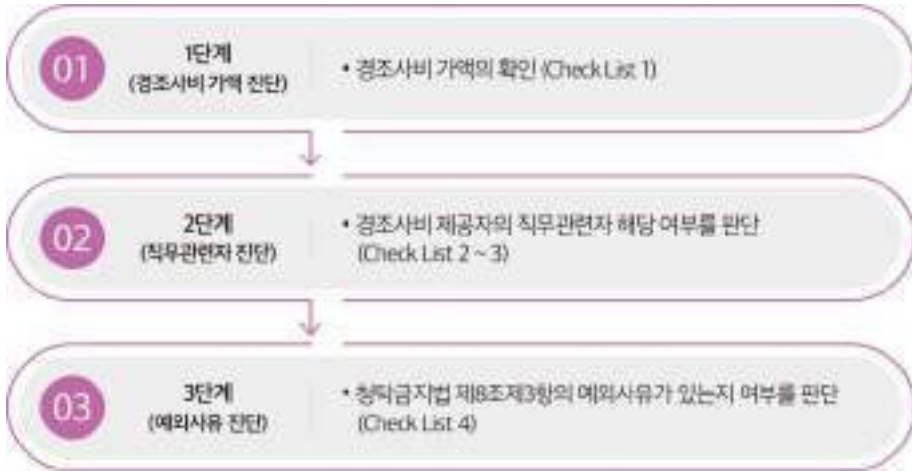 01
1단계
(경조사비 가액 진단)
• 경조사비 가액의 확인 (Check List 1)
02
2단계
(직무관련자 진단)
• 경조사비 제공자의 직무관련자 해당 여부를 판단
(Check List 2 ~ 3)
03
3단계
(예외사유 진단)
• 청탁금지법 제8조제3항의 예외사유가 있는지 여부를 판단
(Check List 4)